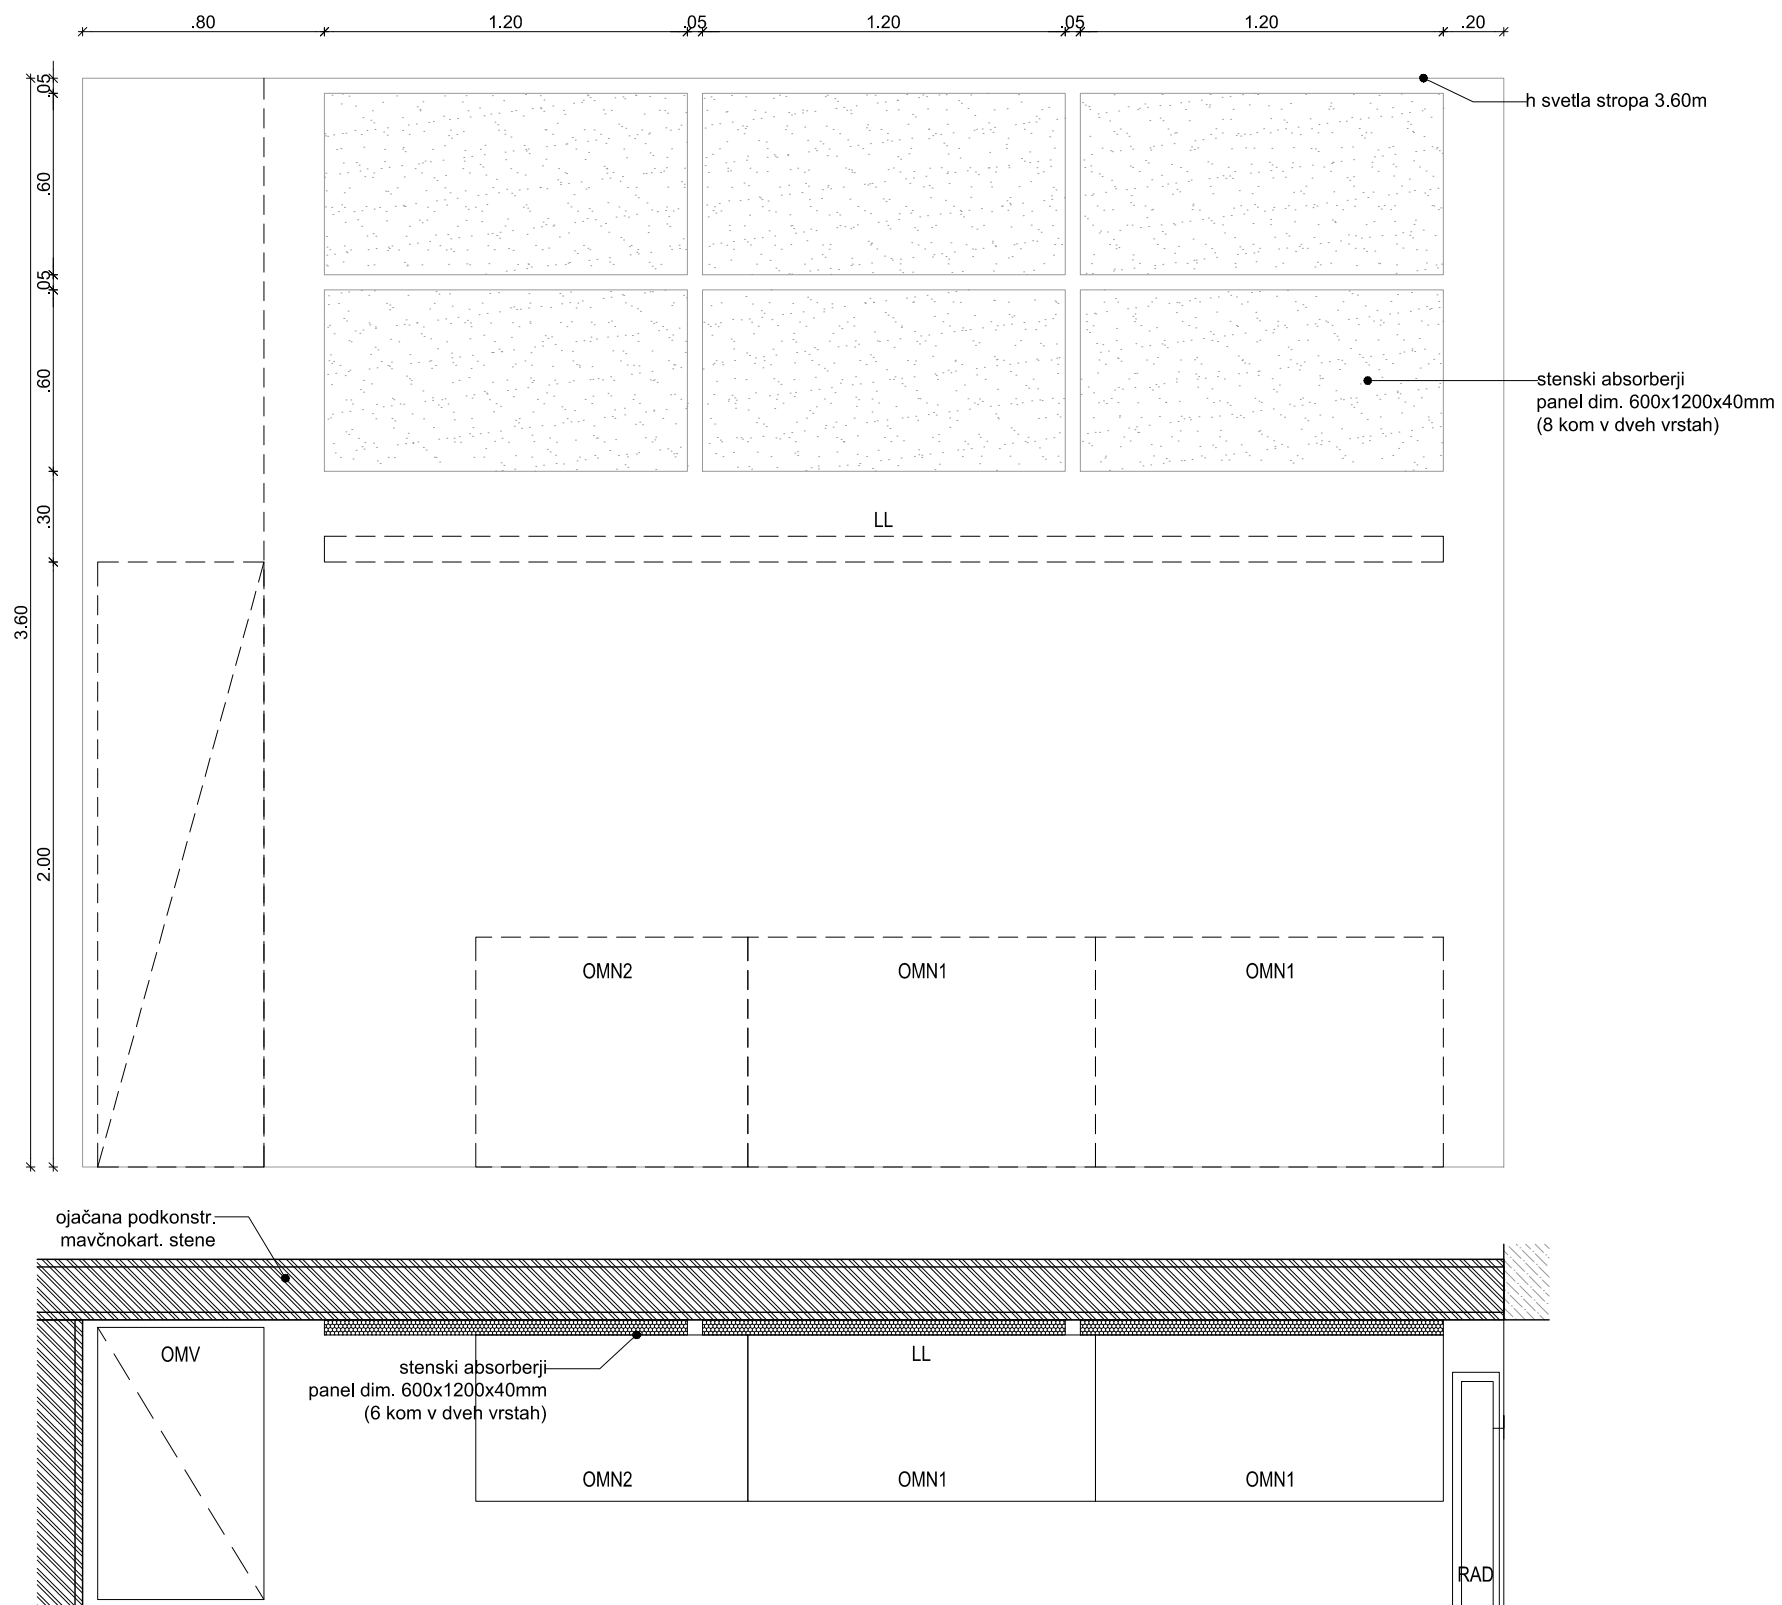 .80
1.20
.05
1.20
.05
1.20
.20
.05
h svetla stropa 3.60m
.60
.05
.60
stenski absorberji
panel dim. 600x1200x40mm
(8 kom v dveh vrstah)
.30
LL
3.60
2.00
OMN2
OMN1
OMN1
ojačana podkonstr.
mavčnokart. stene
OMV
LL
stenski absorberji
panel dim. 600x1200x40mm
(6 kom v dveh vrstah)
OMN2
OMN1
OMN1
RAD